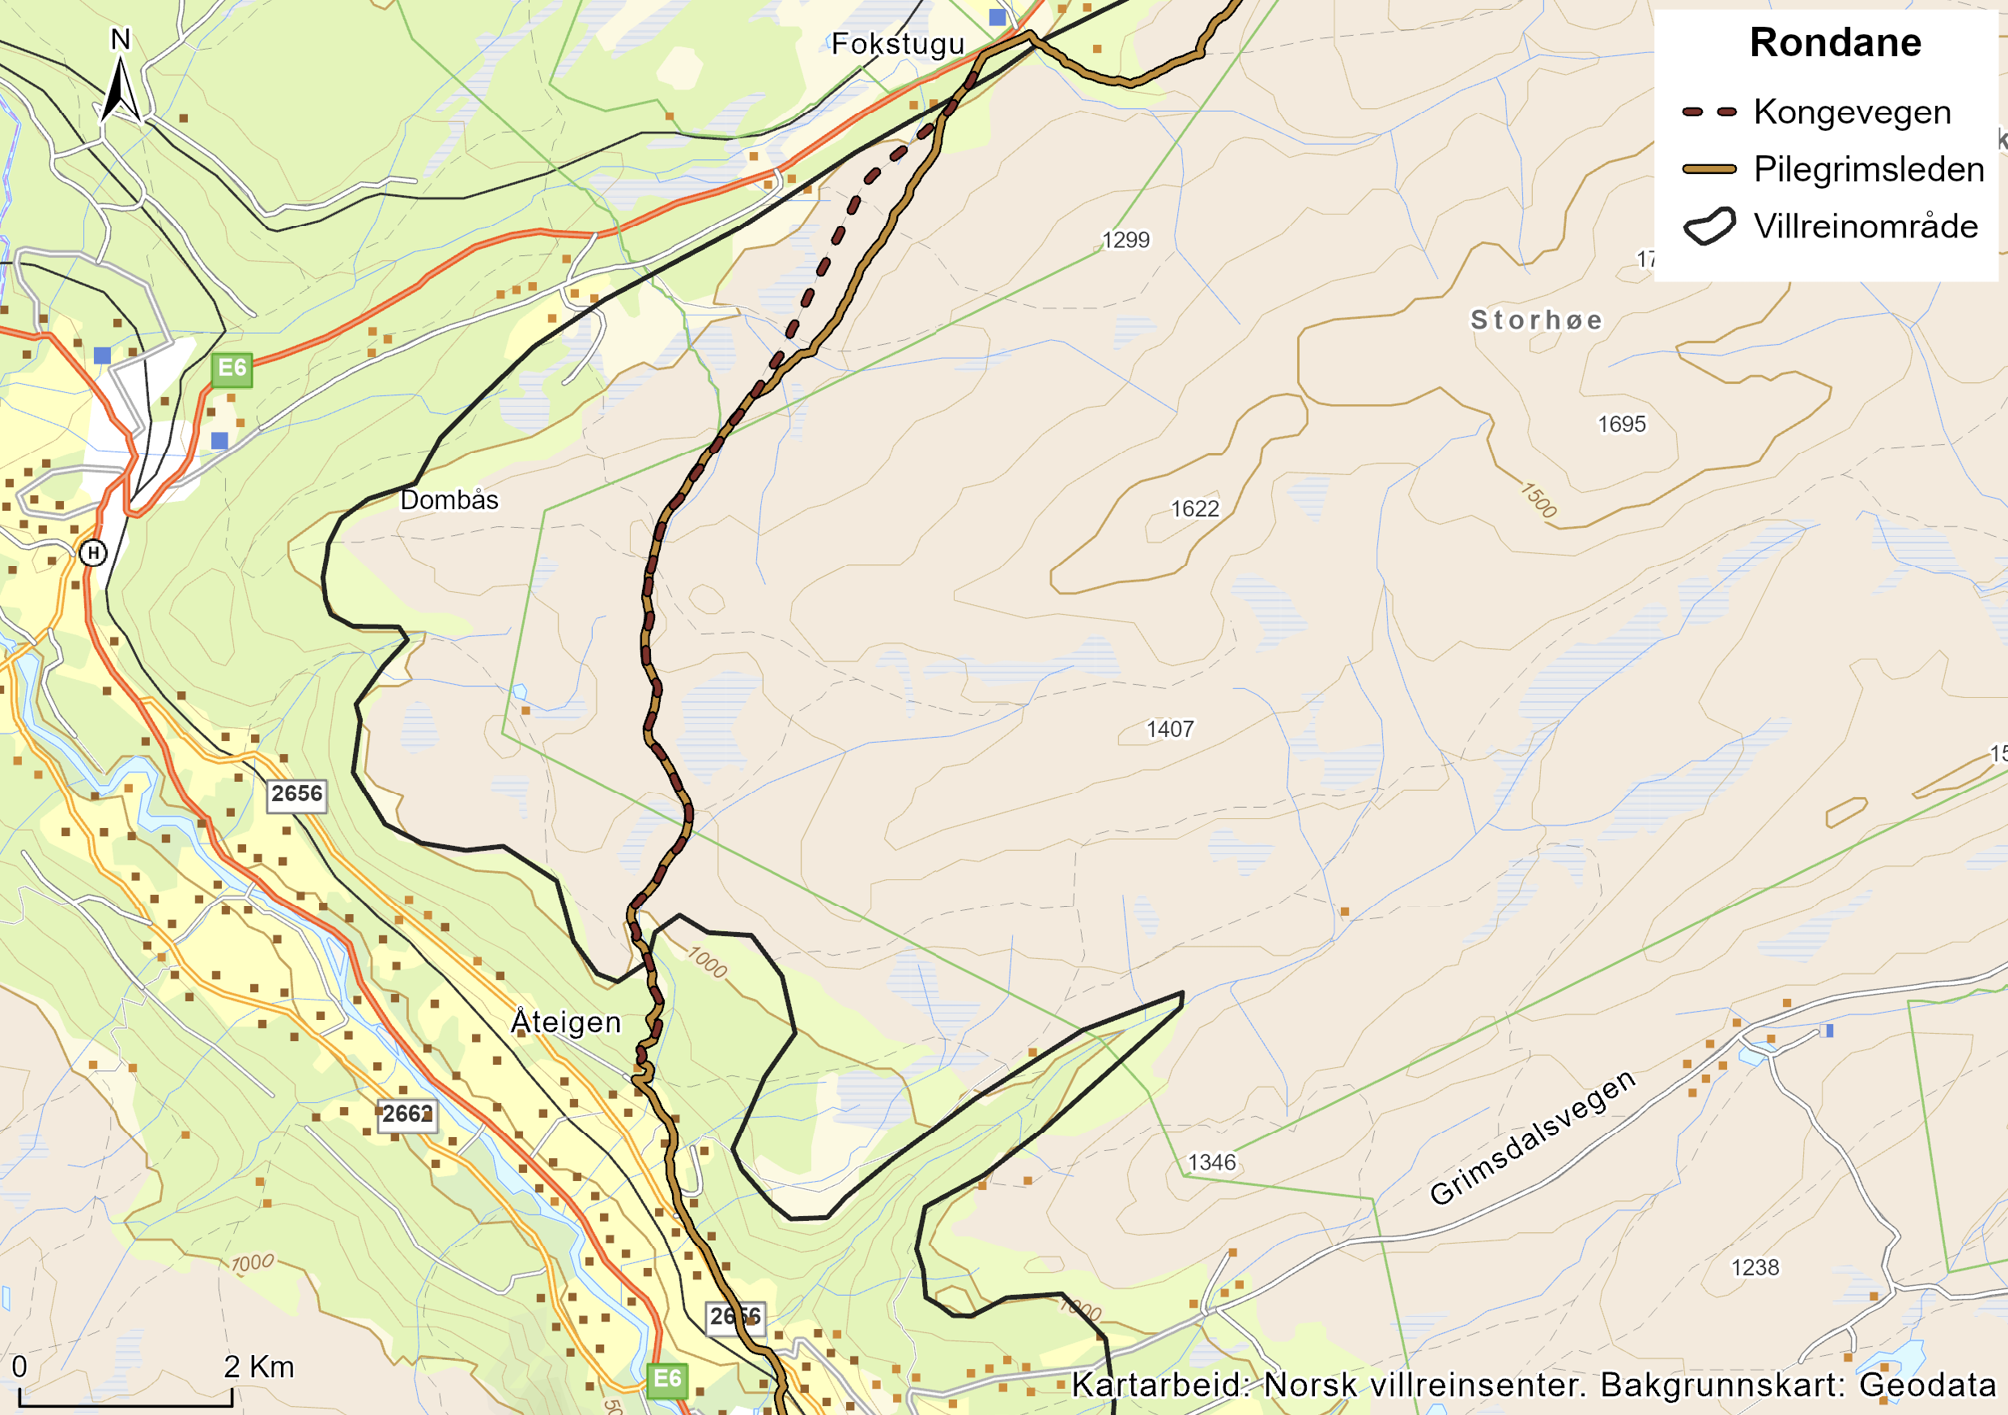 Rondane
Kongevegen
Pilegrimsleden
Villreinområde
N
Fokstugu
1299
Storhøe
E6
1695
1500
1622
Dombås
H
1407
2656
1000
Åteigen
2662
Grimsdalsvegen
1346
1238
1000
1000
2656
0 2 Km
E6
Kartarbeid: Norsk villreinsenter. Bakgrunnskart: Geodata